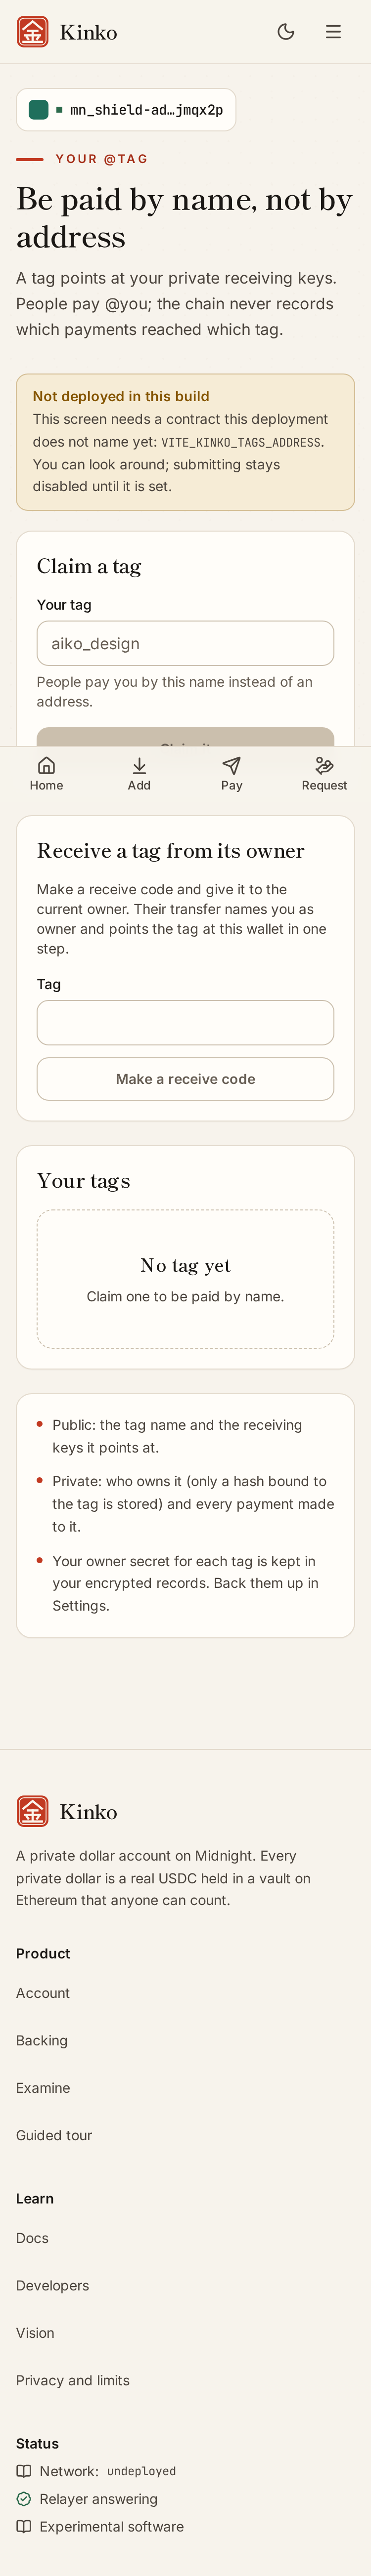 金 Kinko
mn_shield-ad…jmqx2p
YOUR @TAG
Be paid by name, not by
address
A tag points at your private receiving keys.
People pay @you; the chain never records
which payments reached which tag.
Not deployed in this build
This screen needs a contract this deployment
does not name yet: VITE_KINKO_TAGS_ADDRESS.
You can look around; submitting stays
disabled until it is set.
Claim a tag
Your tag
aiko_design
People pay you by this name instead of an
address.
Home
Add
Pay
Request
Receive a tag from its owner
Make a receive code and give it to the
current owner. Their transfer names you as
owner and points the tag at this wallet in one
step.
Tag
Make a receive code
Your tags
No tag yet
Claim one to be paid by name.
Public: the tag name and the receiving
keys it points at.
Private: who owns it (only a hash bound to
the tag is stored) and every payment made
to it.
Your owner secret for each tag is kept in
your encrypted records. Back them up in
Settings.
金 Kinko
A private dollar account on Midnight. Every
private dollar is a real USDC held in a vault on
Ethereum that anyone can count.
Product
Account
Backing
Examine
Guided tour
Learn
Docs
Developers
Vision
Privacy and limits
Status
Network: undeployed
Relayer answering
Experimental software